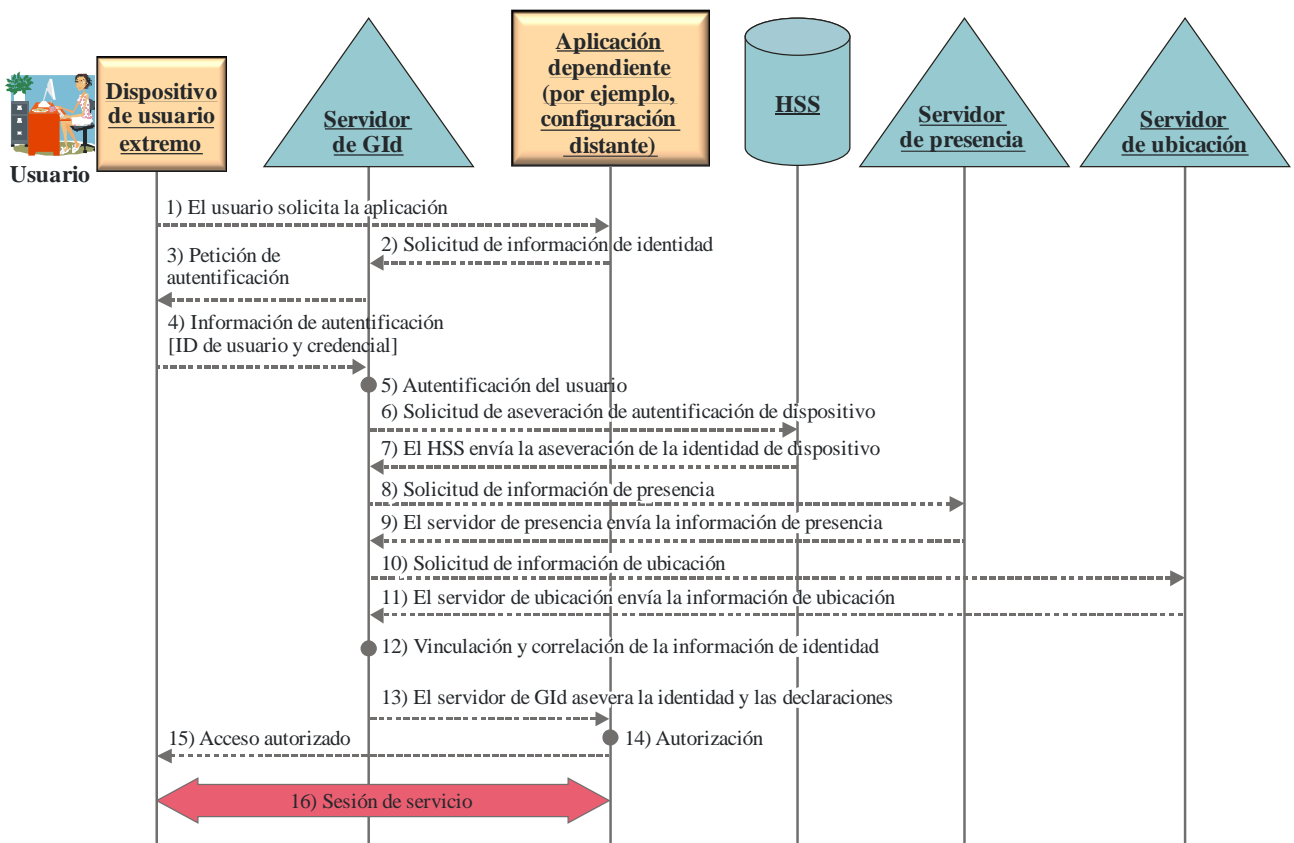 Usuario
Dispositivo
de usuario
extremo
Servidor
de GId
Aplicación
dependiente
(por ejemplo,
configuración
distante)
HSS
Servidor
de presencia
Servidor
de ubicación
1) El usuario solicita la aplicación
2) Solicitud de información de identidad
3) Petición de
autentificación
4) Información de autentificación
[ID de usuario y credencial]
5) Autentificación del usuario
6) Solicitud de aseveración de autentificación de dispositivo
7) El HSS envía la aseveración de la identidad de dispositivo
8) Solicitud de información de presencia
9) El servidor de presencia envía la información de presencia
10) Solicitud de información de ubicación
11) El servidor de ubicación envía la información de ubicación
12) Vinculación y correlación de la información de identidad
13) El servidor de GId asevera la identidad y las declaraciones
14) Autorización
15) Acceso autorizado
16) Sesión de servicio